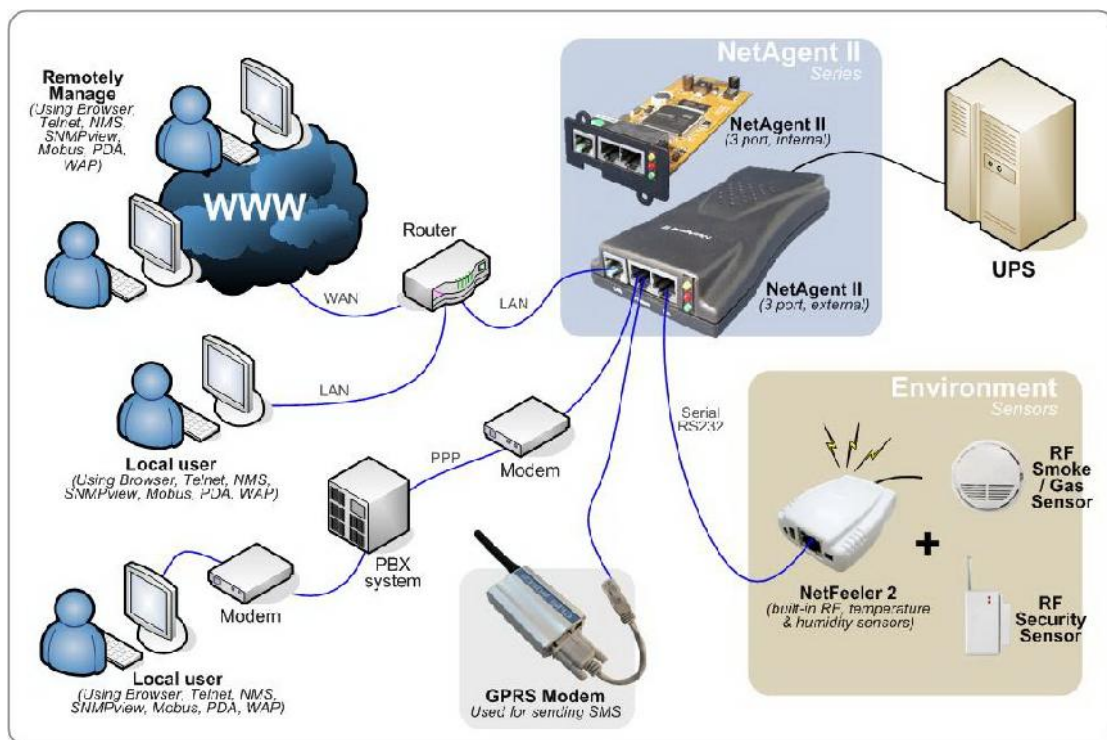 NetAgent II
Series
Remotely
Manage
(Using Browser,
Telnet, NMS,
SNMPview,
Mobus, PDA,
WAP)
NetAgent II
(3 port, internal)
WWW
Router
UPS
WAN
LAN
NetAgent II
(3 port, external)
LAN
Environment
Sensors
Serial
RS232
RF
Smoke
/ Gas
Sensor
Local user
(Using Browser, Telnet, NMS,
SNMPview, Mobus, PDA, WAP)
PPP
Modem
PBX
system
+
NetFeeler 2
(built-in RF, temperature
& humidity sensors)
RF
Security
Sensor
Modem
Local user
(Using Browser, Telnet, NMS,
SNMPview, Mobus, PDA, WAP)
GPRS Modem
Used for sending SMS